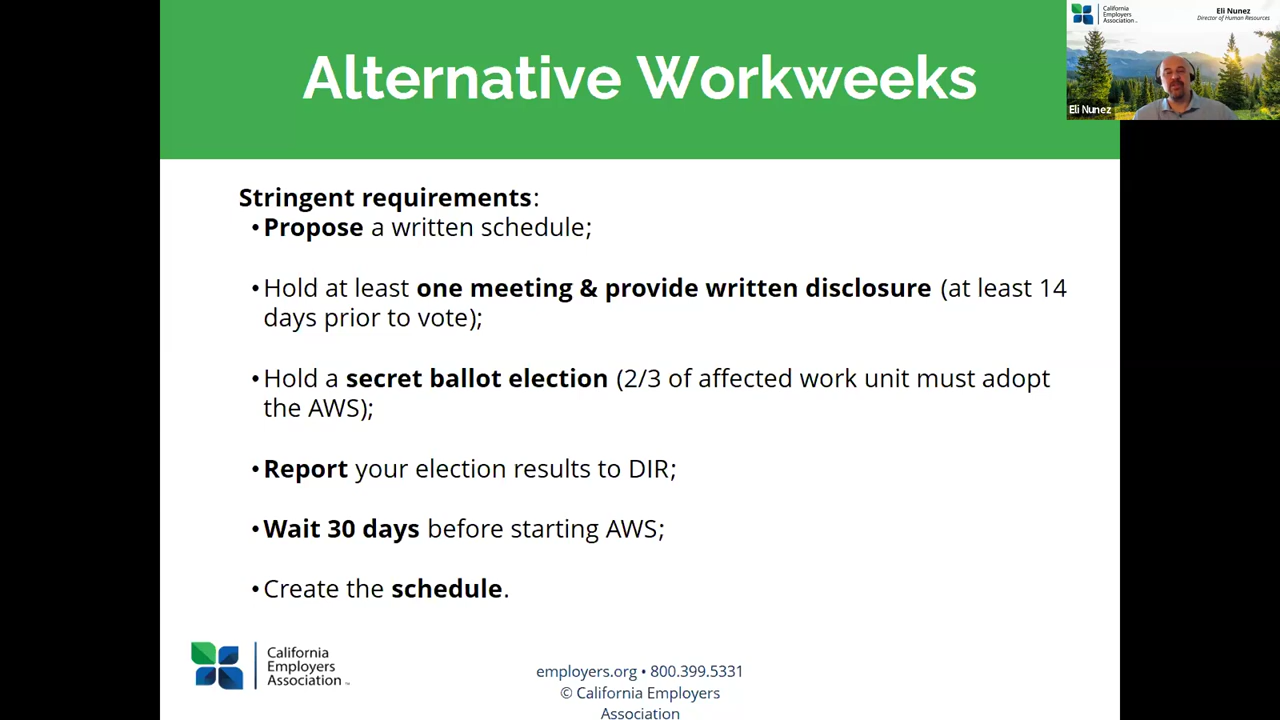 Alternative Workweeks
California
Employers
Association™
Eli Nunez
Director of Human Resources
Eli Nunez
Stringent requirements:
•Propose a written schedule;
•Hold at least one meeting & provide written disclosure (at least 14
days prior to vote);
•Hold a secret ballot election (2/3 of affected work unit must adopt
the AWS);
•Report your election results to DIR;
•Wait 30 days before starting AWS;
•Create the schedule.
California
Employers
Association™
employers.org • 800.399.5331
© California Employers
Association